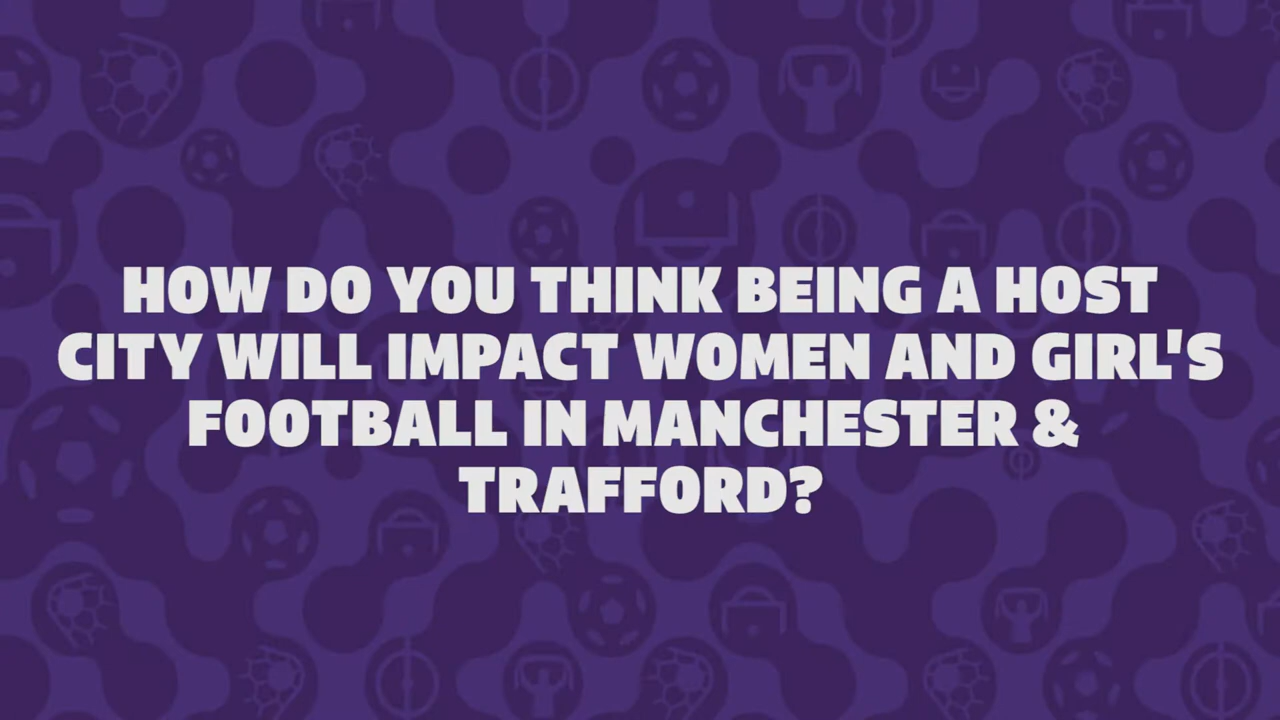 HOW DO YOU THINK BEING A HOST
CITY WILL IMPACT WOMEN AND GIRL'S
FOOTBALL IN MANCHESTER &
TRAFFORD?